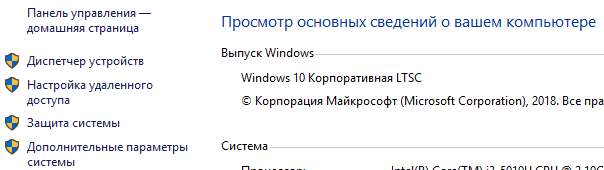 Панель управления —
домашняя страница
Диспетчер устройств
Настройка удаленного
доступа
Защита системы
Дополнительные параметры
системы
Просмотр основных сведений о вашем компьютере
Выпуск Windows
Windows 10 Корпоративная LTSC
© Корпорация Майкрософт (Microsoft Corporation), 2018. Все пра
Система